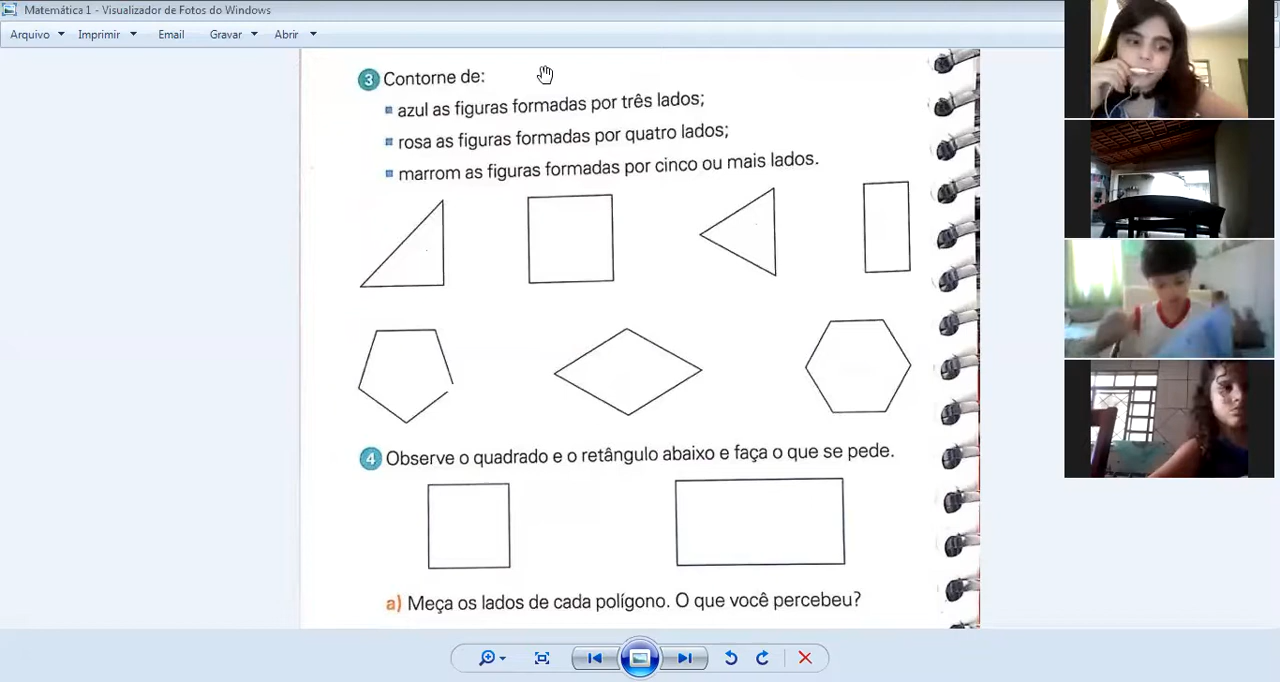 Matemática 1 - Visualizador de Fotos do Windows
Arquivo Imprimir Email Gravar Abrir
3 Contorne de:
azul as figuras formadas por três lados;
rosa as figuras formadas por quatro lados;
marrom as figuras formadas por cinco ou mais lados.
4 Observe o quadrado e o retângulo abaixo e faça o que se pede.
a) Meça os lados de cada polígono. O que você percebeu?